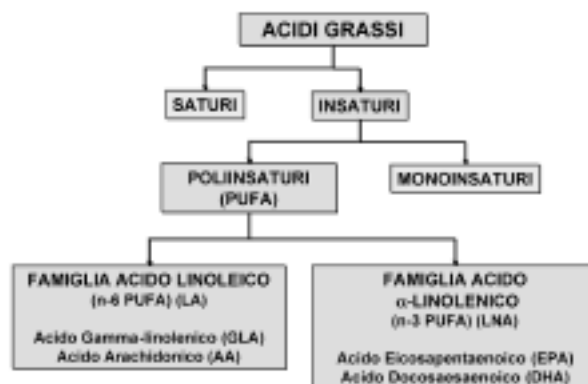 ACIDI GRASSI
SATURI
INSATURI
POLIINSATURI
(PUFA)
MONOINSATURI
FAMIGLIA ACIDO LINOLEICO
(n-6 PUFA) (LA)
Acido Gamma-linolenico (GLA)
Acido Arachidonico (AA)
FAMIGLIA ACIDO
α-LINOLENICO
(n-3 PUFA) (LNA)
Acido Eicosapentaenoico (EPA)
Acido Docosaesaenoico (DHA)